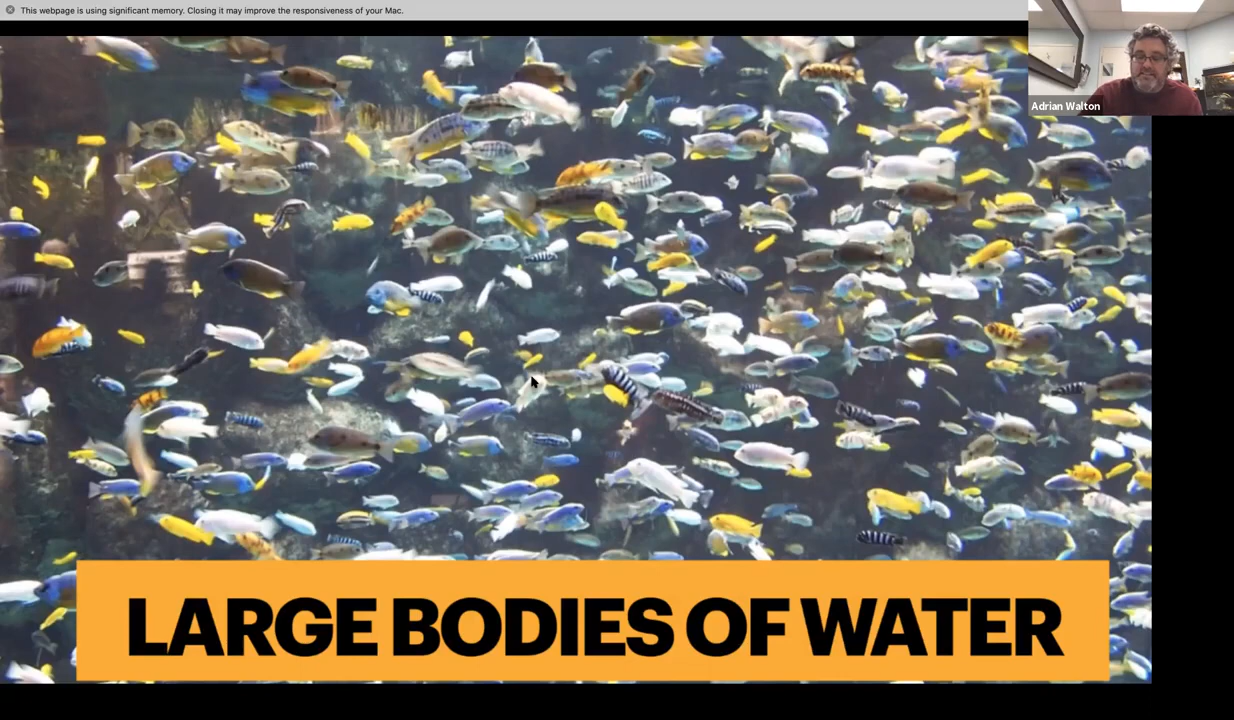 This webpage is using significant memory. Closing it may improve the responsiveness of your Mac.
Adrian Walton
LARGE BODIES OF WATER